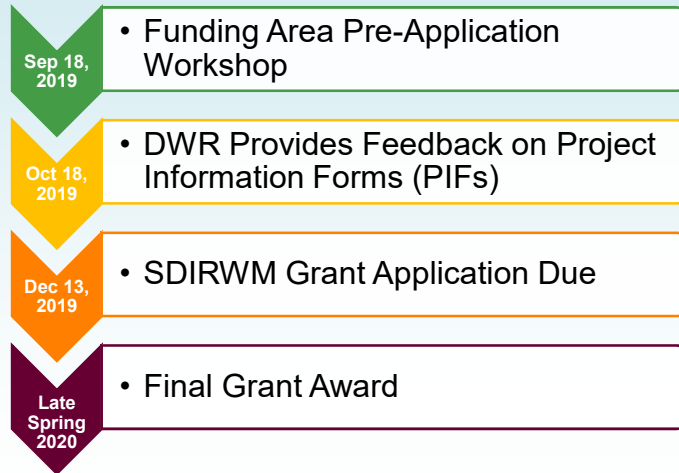 Sep 18,
2019
• Funding Area Pre-Application
Workshop
Oct 18,
2019
• DWR Provides Feedback on Project
Information Forms (PIFs)
Dec 13,
2019
• SDIRWM Grant Application Due
Late
Spring
2020
• Final Grant Award